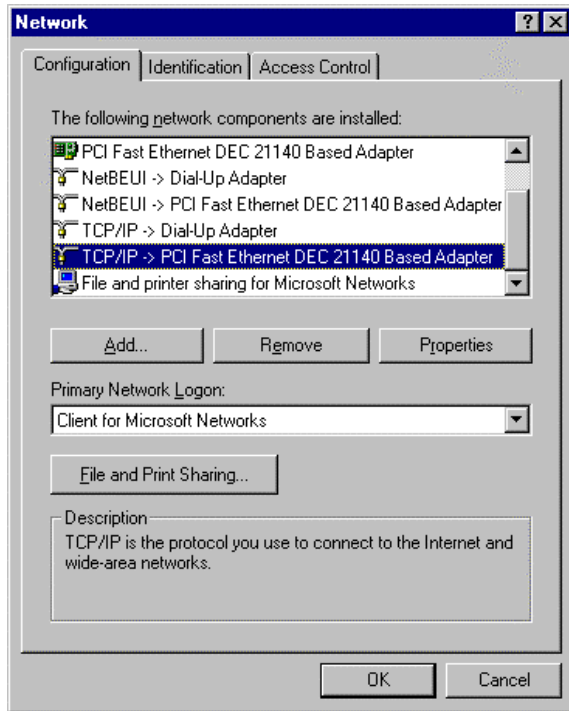 Network
Configuration Identification Access Control
The following network components are installed:
PCI Fast Ethernet DEC 21140 Based Adapter
NetBEUI -> Dial-Up Adapter
NetBEUI -> PCI Fast Ethernet DEC 21140 Based Adapter
TCP/IP -> Dial-Up Adapter
TCP/IP -> PCI Fast Ethernet DEC 21140 Based Adapter
File and printer sharing for Microsoft Networks
Add... Remove Properties
Primary Network Logon:
Client for Microsoft Networks
File and Print Sharing...
Description
TCP/IP is the protocol you use to connect to the Internet and
wide-area networks.
OK Cancel